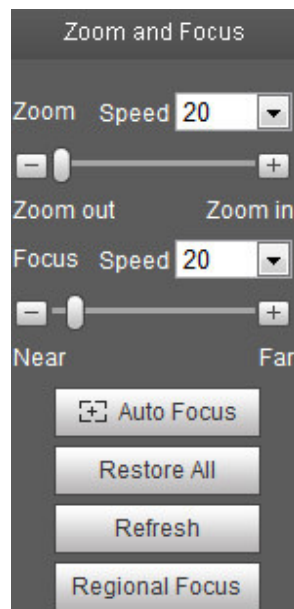 Zoom and Focus
Zoom Speed 20
Zoom out Zoom in
Focus Speed 20
Near Far
Auto Focus
Restore All
Refresh
Regional Focus